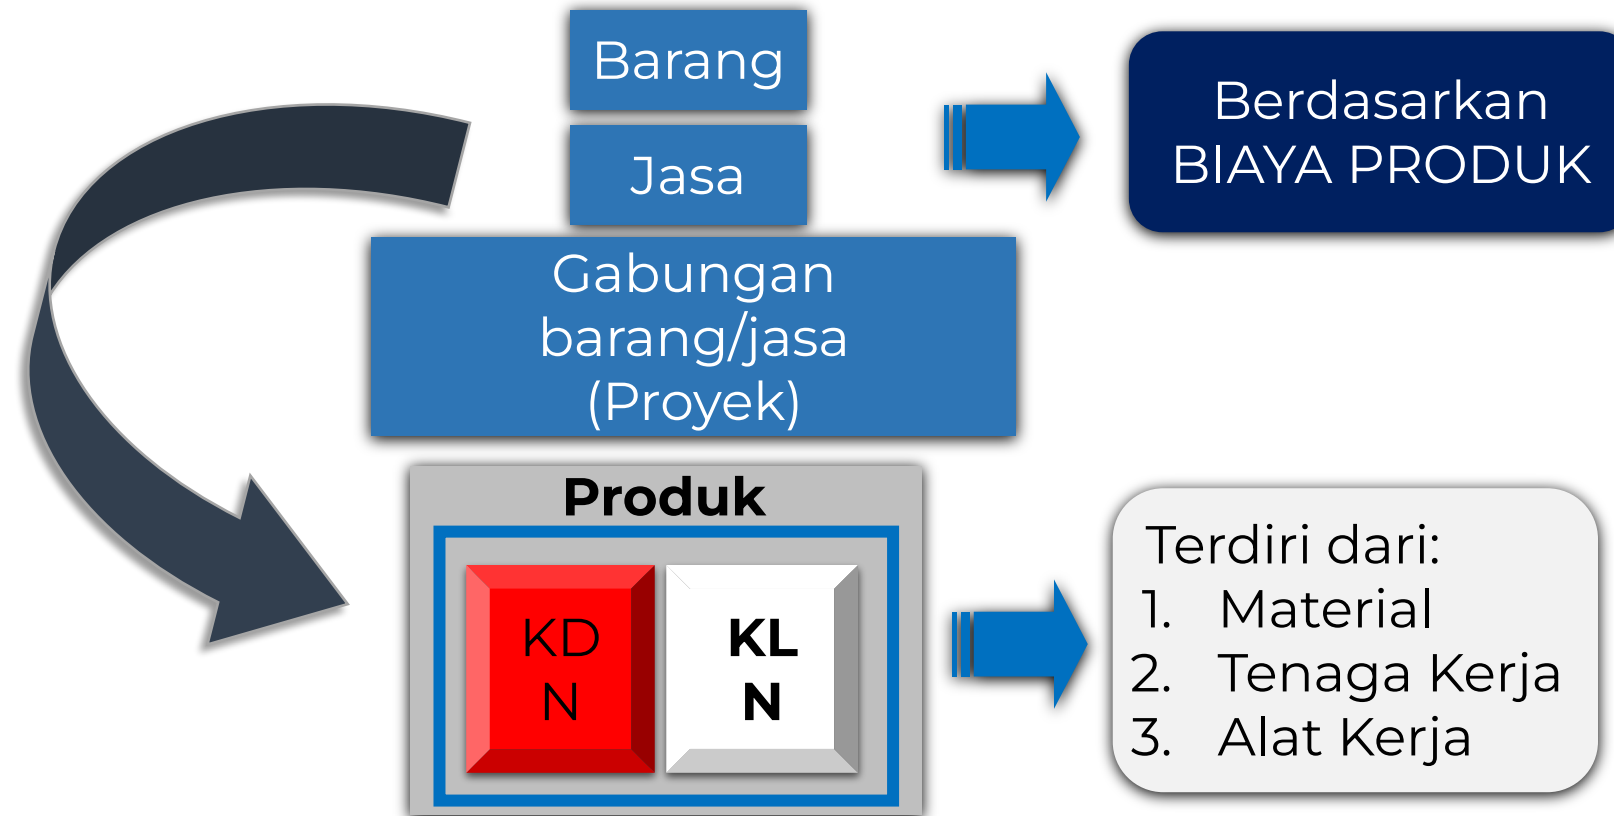 Barang
Jasa
Gabungan
barang/jasa
(Proyek)
Berdasarkan
BIAYA PRODUK
Produk
KD
N
KL
N
Terdiri dari:
1. Material
2. Tenaga Kerja
3. Alat Kerja